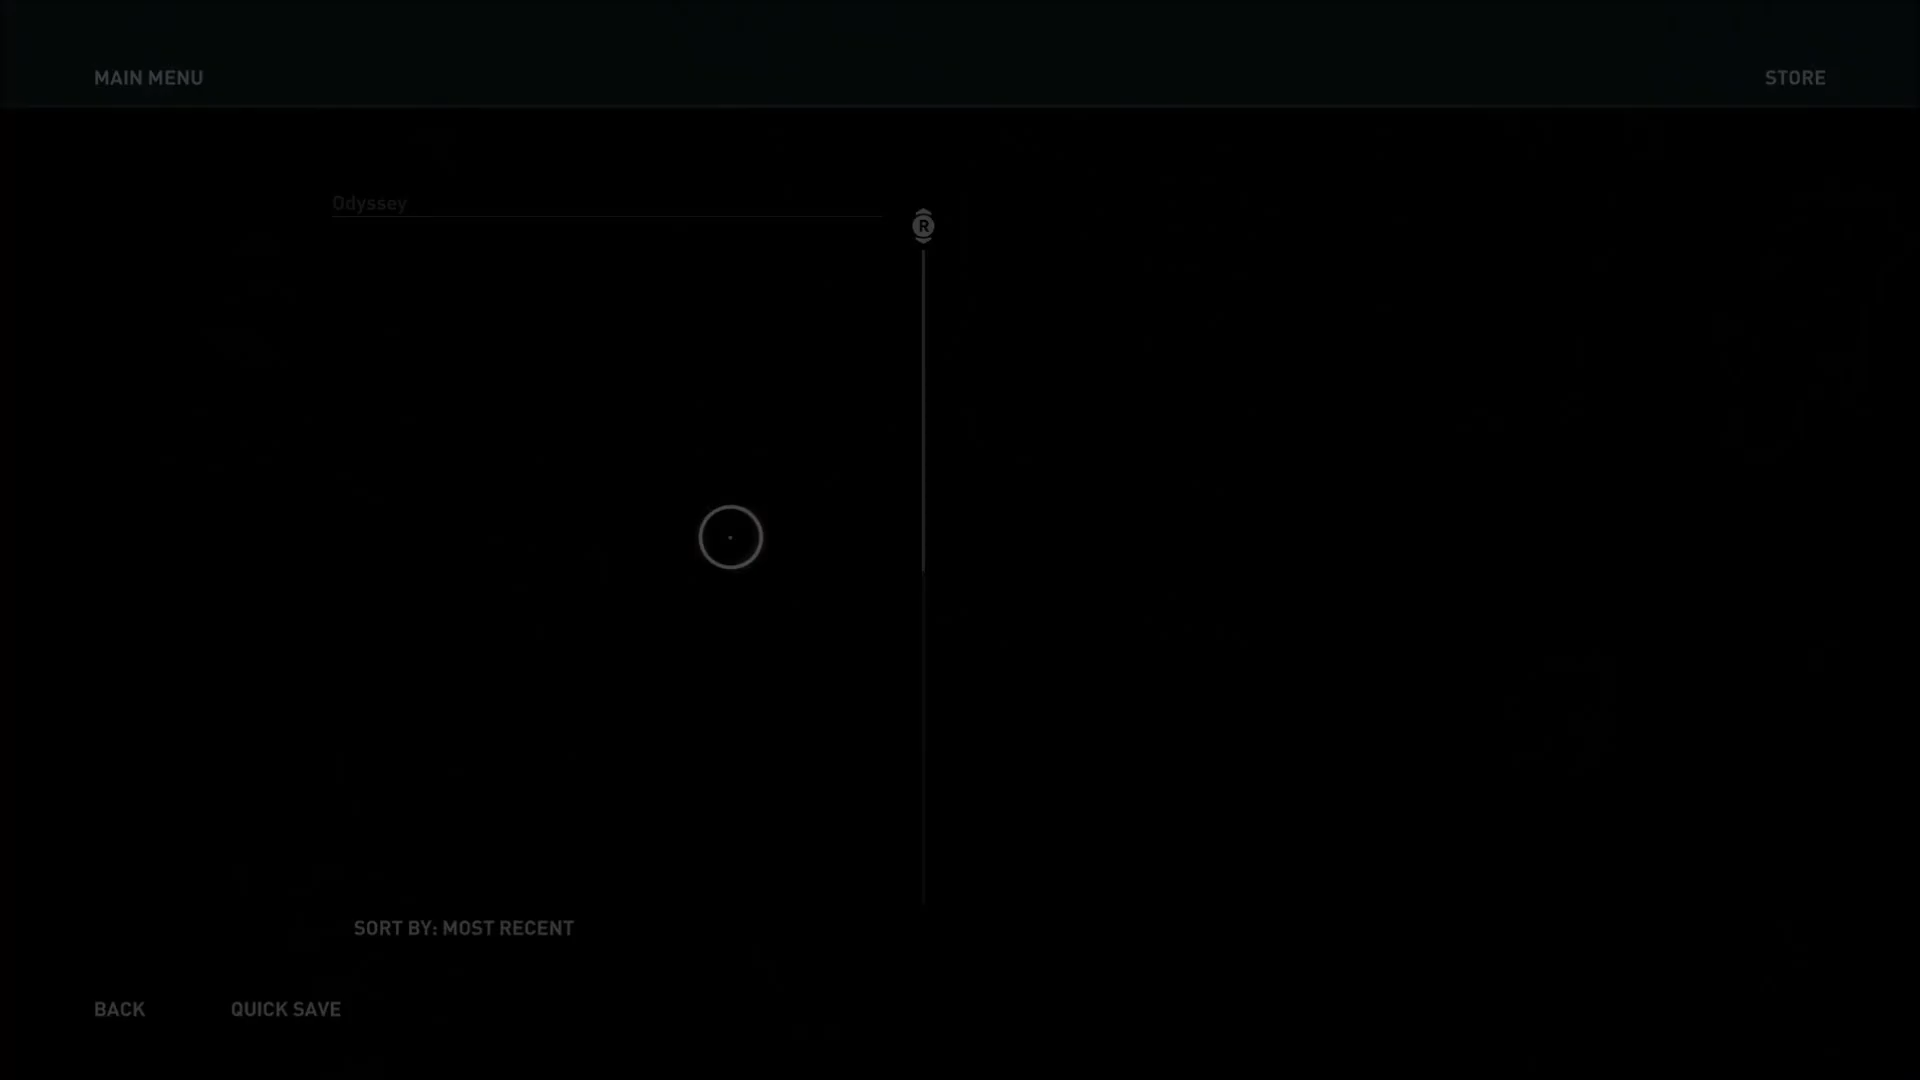 MAIN MENU
STORE
Odyssey
R
SORT BY: MOST RECENT
BACK
QUICK SAVE